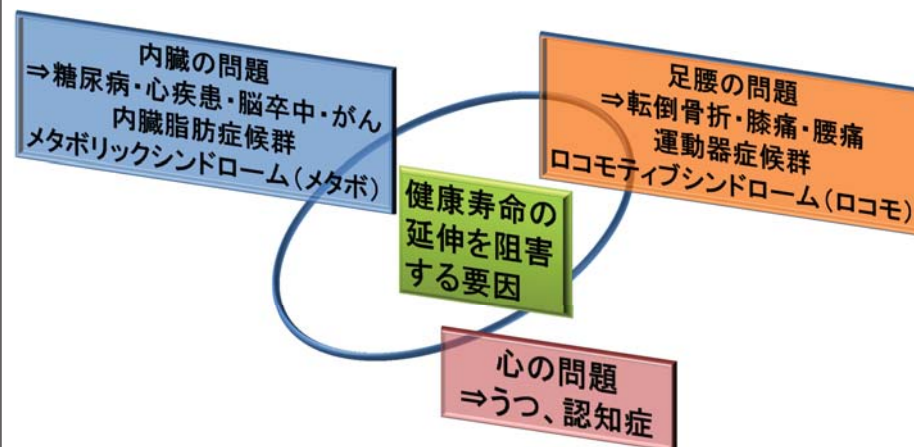 内臓の問題
⇒糖尿病・心疾患・脳卒中・がん
内臓脂肪症候群
メタボリックシンドローム(メタボ)
足腰の問題
⇒転倒骨折・膝痛・腰痛
運動器症候群
ロコモティブシンドローム(ロコモ)
健康寿命の
延伸を阻害
する要因
心の問題
⇒うつ、認知症